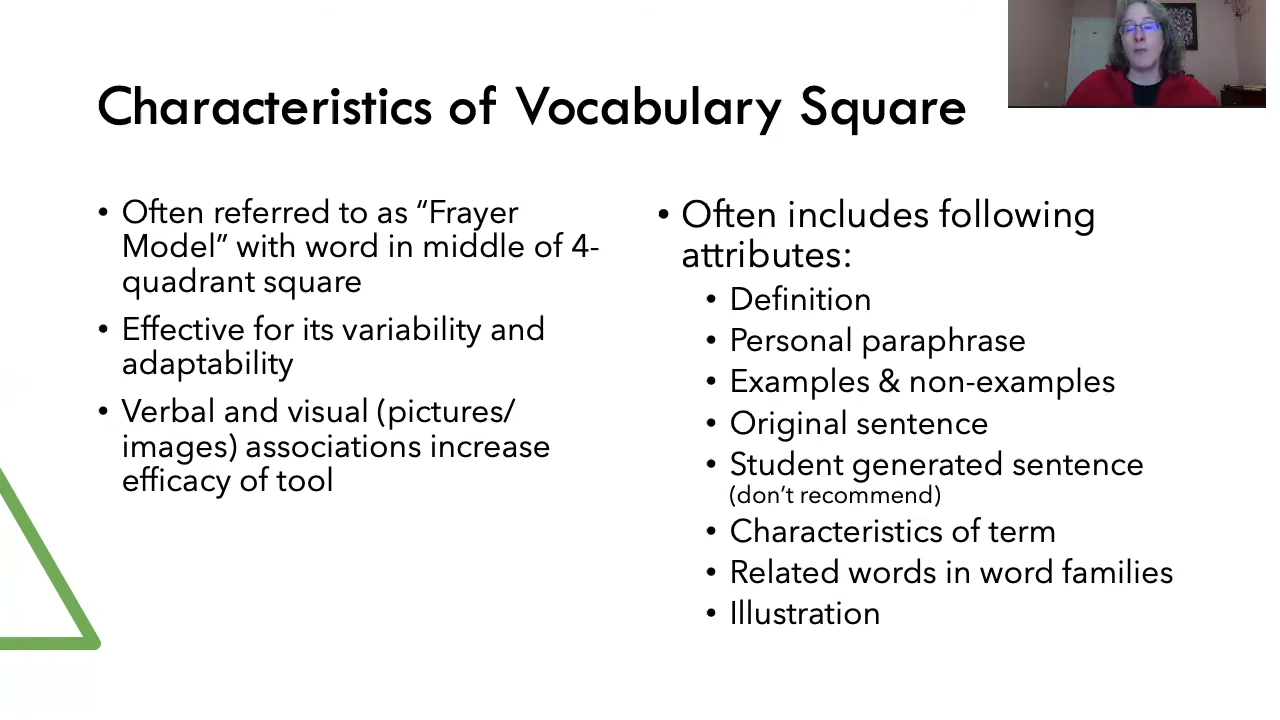 Characteristics of Vocabulary Square
• Often referred to as “Frayer
Model” with word in middle of 4-
quadrant square
• Effective for its variability and
adaptability
• Verbal and visual (pictures/
images) associations increase
efficacy of tool
• Often includes following
attributes:
• Definition
• Personal paraphrase
• Examples & non-examples
• Original sentence
• Student generated sentence
(don’t recommend)
• Characteristics of term
• Related words in word families
• Illustration